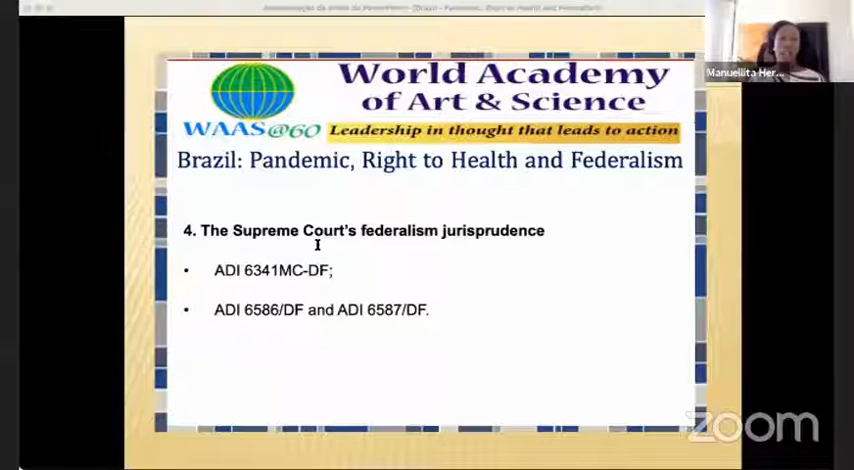 Manuellita Her...
World Academy
of Art & Science
WAAS@60
Leadership in thought that leads to action
Brazil: Pandemic, Right to Health and Federalism
4. The Supreme Court's federalism jurisprudence
• ADI 6341MC-DF;
• ADI 6586/DF and ADI 6587/DF.
zoom